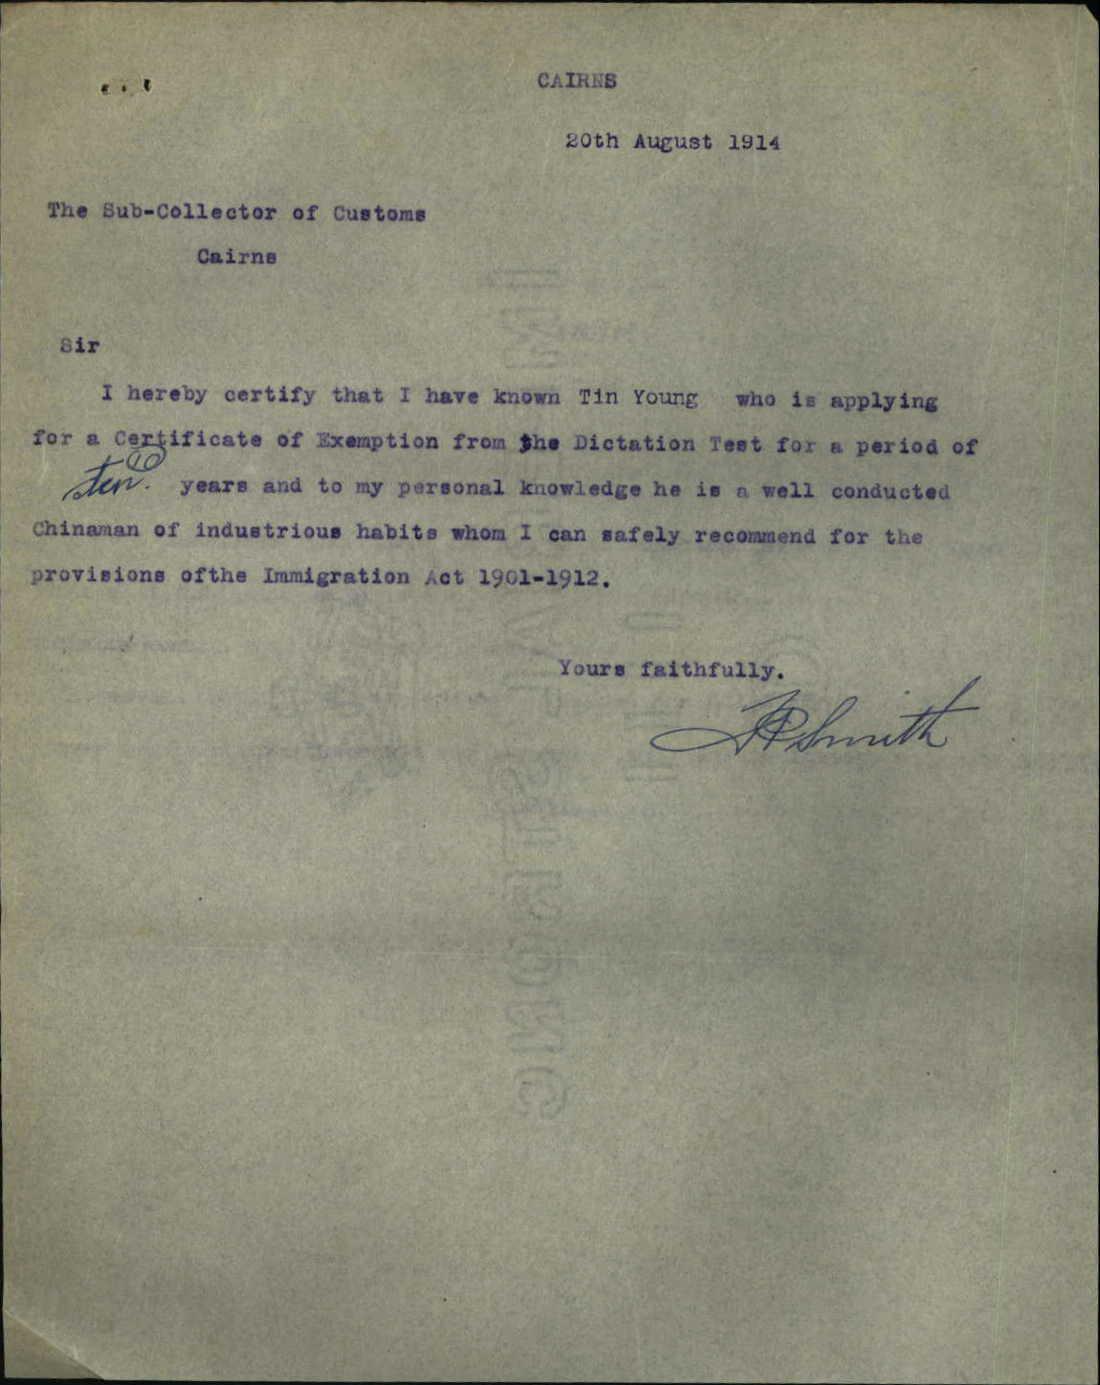 CAIRNS
20th August 1914
The Sub-Collector of Customs
Cairns
Sir
I hereby certify that I have known Tin Young who is applying
for a Certificate of Exemption from the Dictation Test for a period of
ten. (10) years and to my personal knowledge he is a well conducted
Chinaman of industrious habits whom I can safely recommend for the
provisions ofthe Immigration Act 1901-1912.
Yours faithfully.
Smith